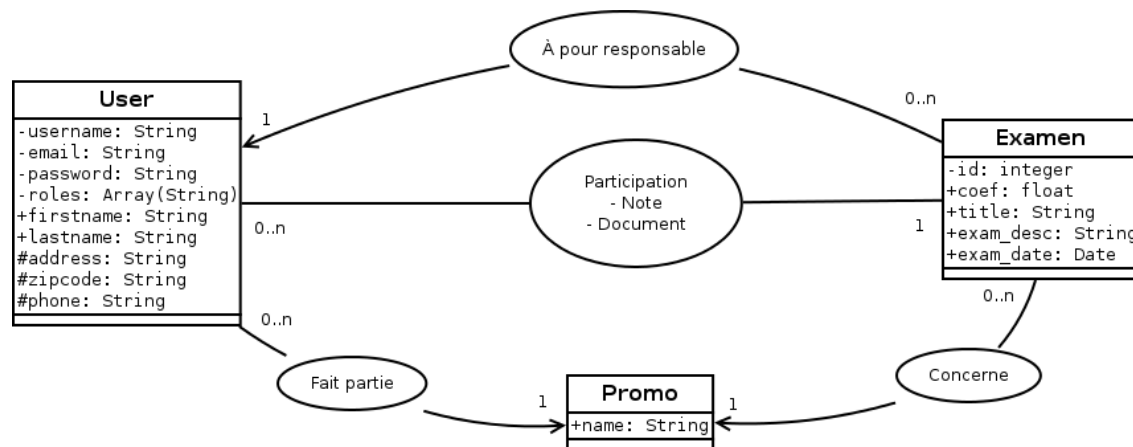 À pour responsable
User
-username: String
-email: String
-password: String
-roles: Array(String)
+firstname: String
+lastname: String
#address: String
#zipcode: String
#phone: String
1
0..n
Examen
-id: integer
+coef: float
+title: String
+exam_desc: String
+exam_date: Date
Participation
- Note
- Document
0..n
1
0..n
0..n
Fait partie
Concerne
1
Promo
+name: String
1